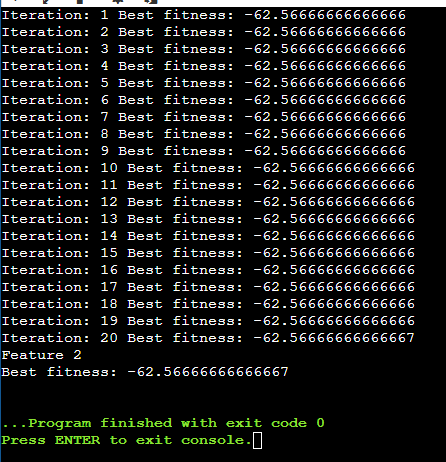 Iteration: 1 Best fitness: -62.56666666666666
Iteration: 2 Best fitness: -62.56666666666666
Iteration: 3 Best fitness: -62.56666666666666
Iteration: 4 Best fitness: -62.56666666666666
Iteration: 5 Best fitness: -62.56666666666666
Iteration: 6 Best fitness: -62.56666666666666
Iteration: 7 Best fitness: -62.56666666666666
Iteration: 8 Best fitness: -62.56666666666666
Iteration: 9 Best fitness: -62.56666666666666
Iteration: 10 Best fitness: -62.56666666666666
Iteration: 11 Best fitness: -62.56666666666666
Iteration: 12 Best fitness: -62.56666666666666
Iteration: 13 Best fitness: -62.56666666666666
Iteration: 14 Best fitness: -62.56666666666666
Iteration: 15 Best fitness: -62.56666666666666
Iteration: 16 Best fitness: -62.56666666666666
Iteration: 17 Best fitness: -62.56666666666666
Iteration: 18 Best fitness: -62.56666666666666
Iteration: 19 Best fitness: -62.56666666666666
Iteration: 20 Best fitness: -62.56666666666667
Feature 2
Best fitness: -62.56666666666667
...Program finished with exit code 0
Press ENTER to exit console.